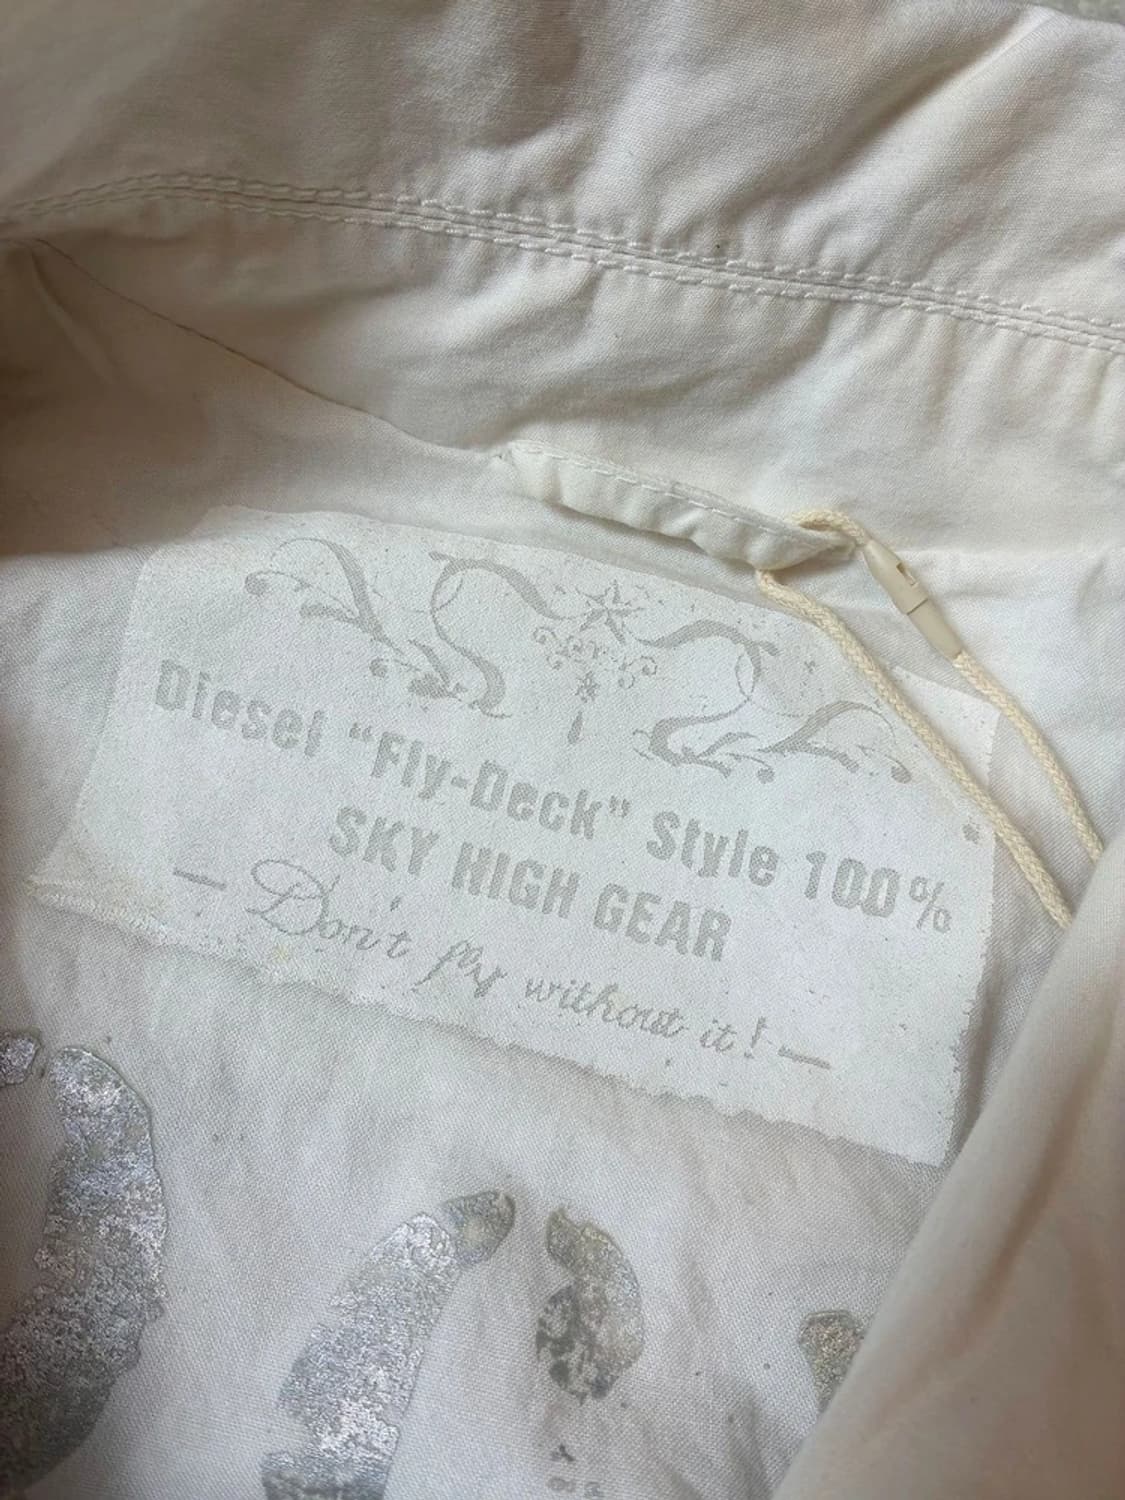 Diesel “Fly-Deck” Style 100%
SKY HIGH GEAR
— Don't fly without it! —